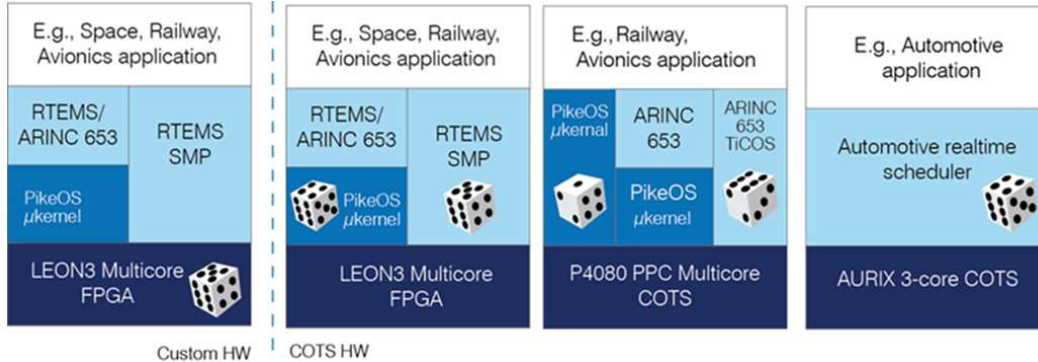 E.g., Space, Railway,
Avionics application
RTEMS/
ARINC 653
RTEMS
SMP
PikeOS
μkernel
LEON3 Multicore
FPGA
Custom HW
E.g., Space, Railway,
Avionics application
RTEMS/
ARINC 653
RTEMS
SMP
PikeOS
μkernel
LEON3 Multicore
FPGA
COTS HW
E.g., Railway,
Avionics application
PikeOS
μkernal
ARINC
653
ARINC
653
TiCOS
PikeOS
μkernel
P4080 PPC Multicore
COTS
E.g., Automotive
application
Automotive realtime
scheduler
AURIX 3-core COTS